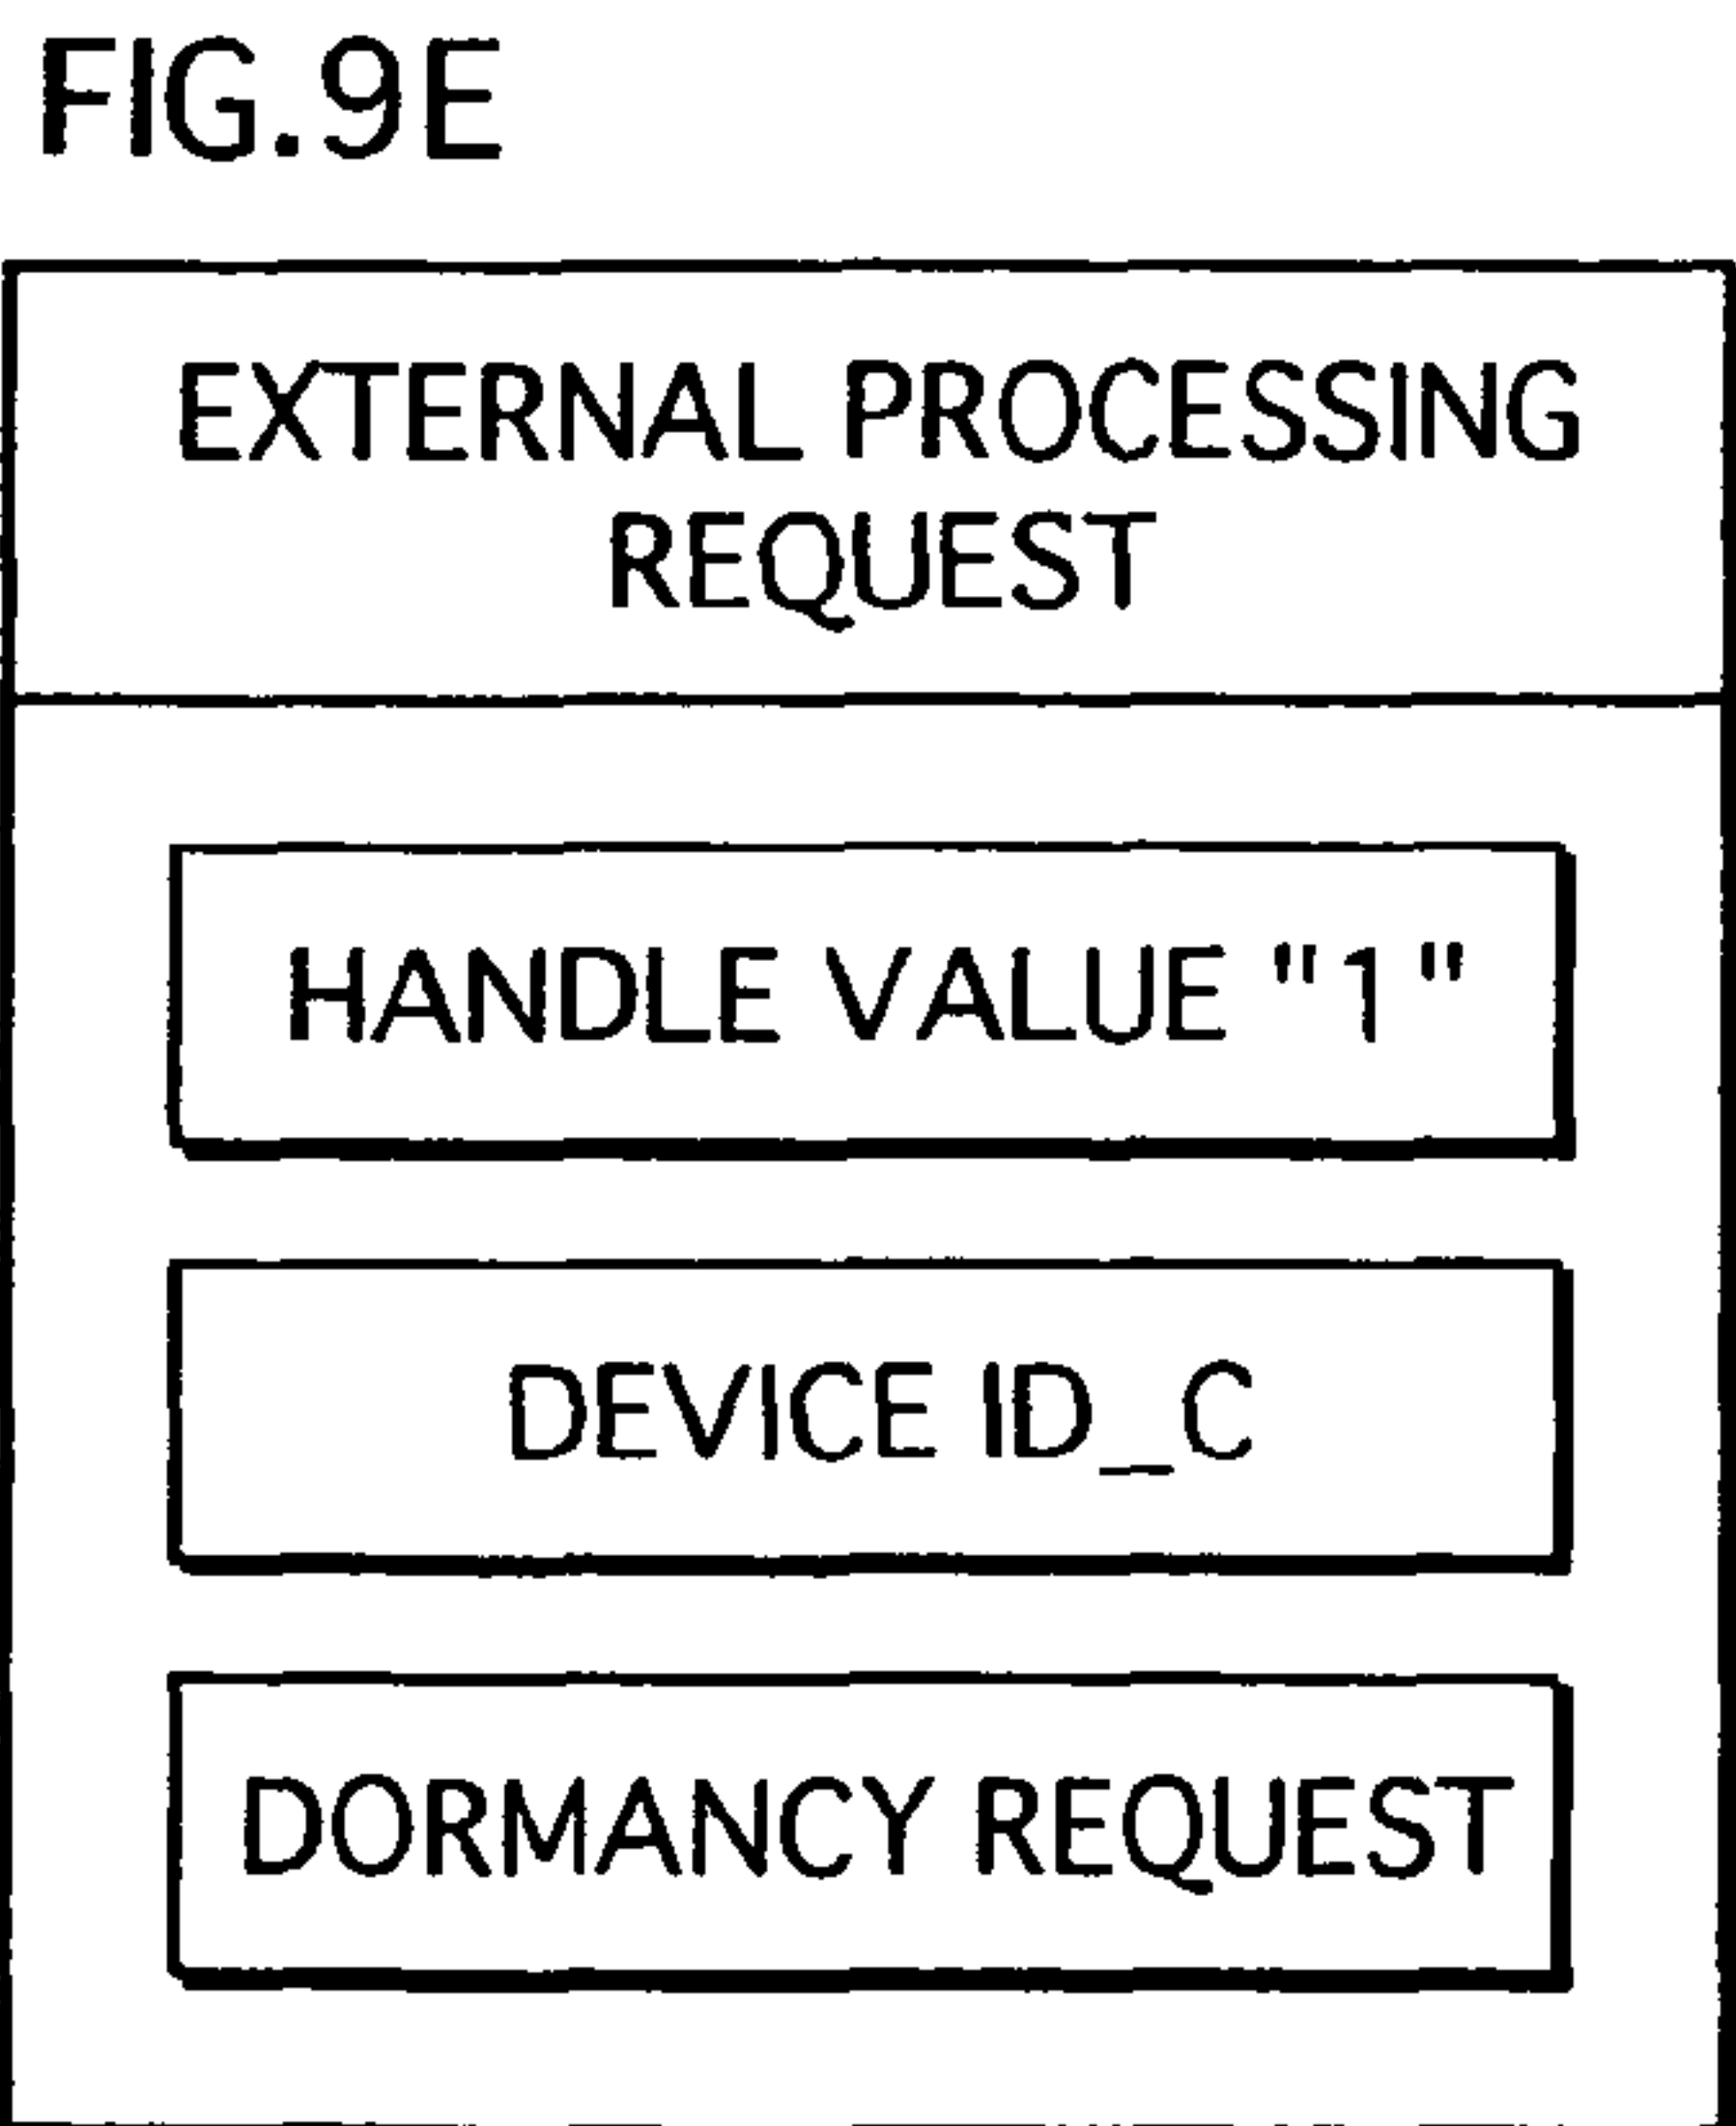 FIG.9E
EXTERNAL PROCESSING
REQUEST
HANDLE VALUE "1"
DEVICE ID_C
DORMANCY REQUEST